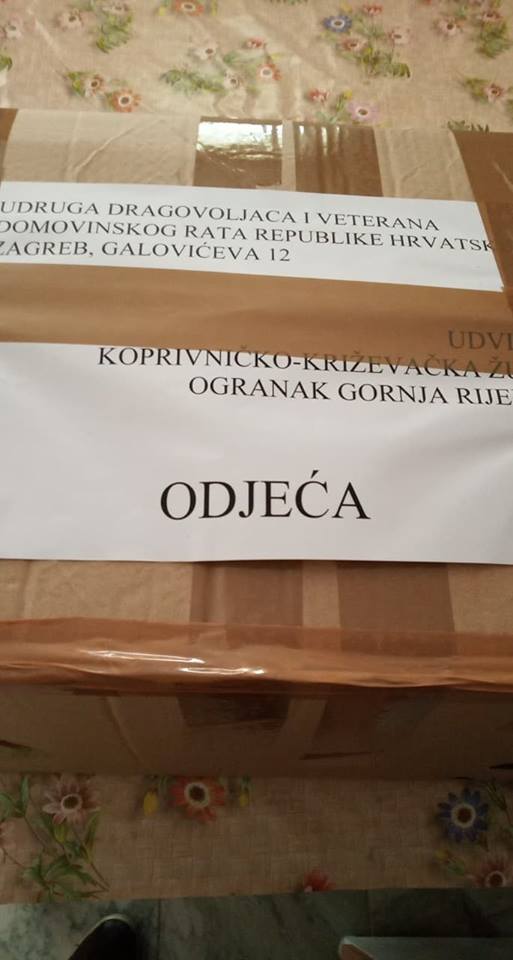 UDRUGA DRAGOVOLJACA I VETERANA
DOMOVINSKOG RATA REPUBLIKE HRVATSK
ZAGREB, GALOVIĆEVA 12
UDVI
KOPRIVNIČKO-KRIŽEVAČKA ŽU
OGRANAK GORNJA RIJE
ODJEĆA